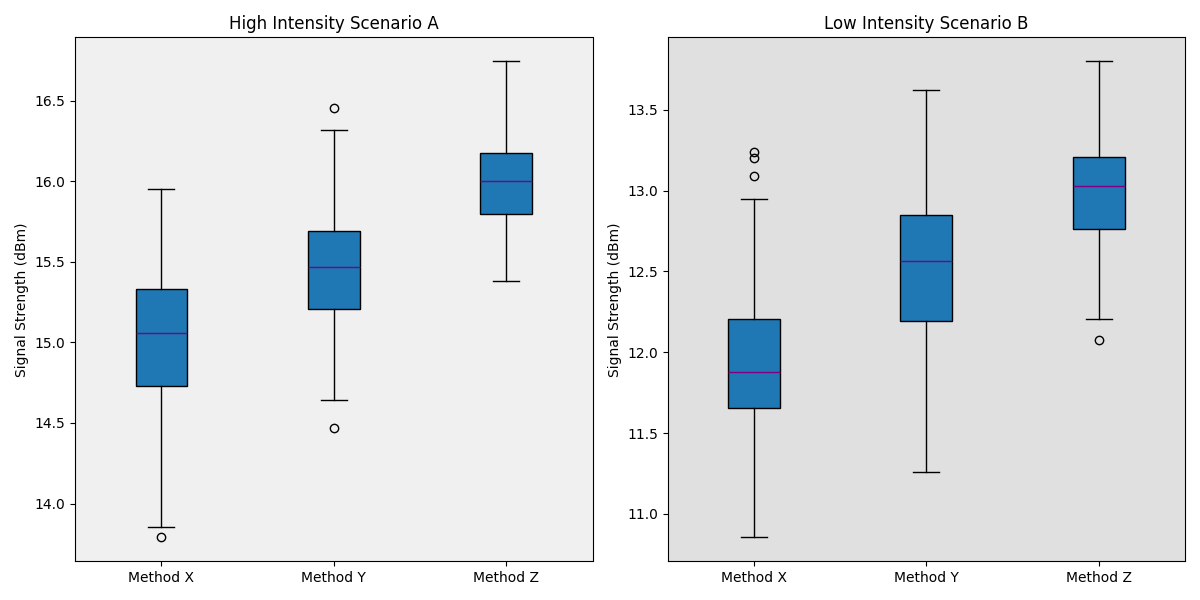 High Intensity Scenario A
Signal Strength (dBm)
16.5
16.0
15.5
15.0
14.5
14.0
Method X
Method Y
Method Z
Low Intensity Scenario B
Signal Strength (dBm)
13.5
13.0
12.5
12.0
11.5
11.0
Method X
Method Y
Method Z